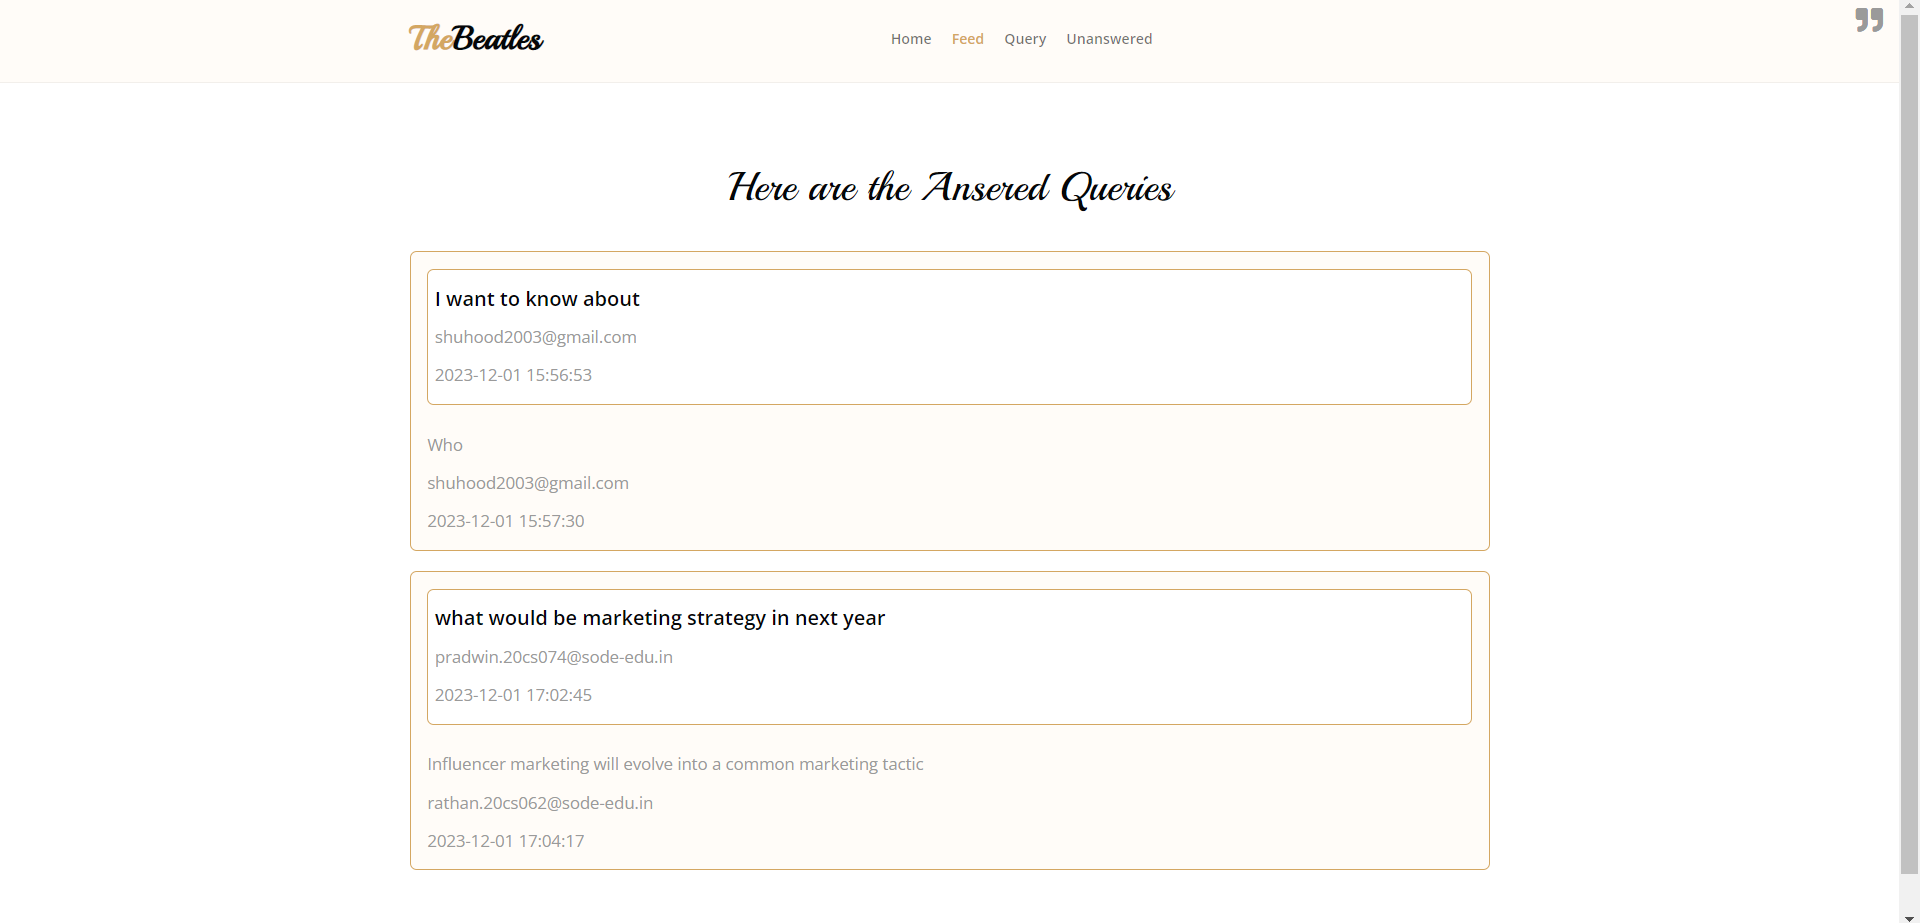 TheBeatles
Home Feed Query Unanswered
Here are the Ansered Queries
I want to know about
shuhood2003@gmail.com
2023-12-01 15:56:53
Who
shuhood2003@gmail.com
2023-12-01 15:57:30
what would be marketing strategy in next year
pradwin.20cs074@sode-edu.in
2023-12-01 17:02:45
Influencer marketing will evolve into a common marketing tactic
rathan.20cs062@sode-edu.in
2023-12-01 17:04:17